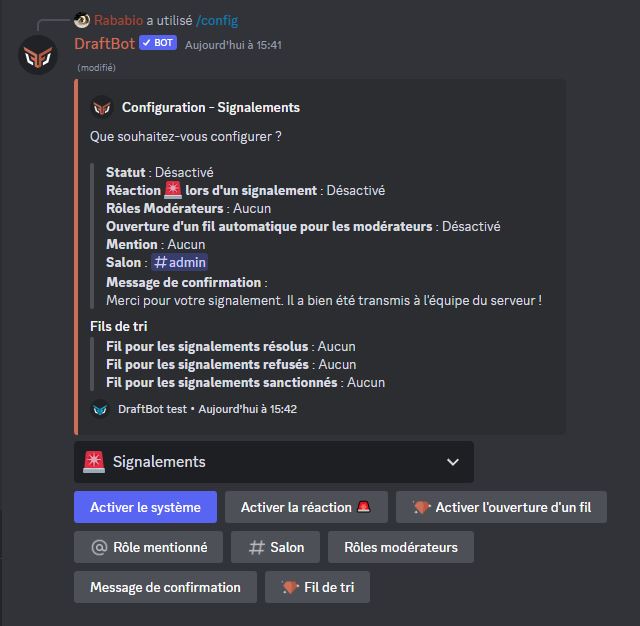 Rababio a utilisé /config
DraftBot ✓ BOT Aujourd'hui à 15:41
(modifié)
Configuration - Signalements
Que souhaitez-vous configurer ?
Statut : Désactivé
Réaction 🚨 lors d'un signalement : Désactivé
Rôles Modérateurs : Aucun
Ouverture d'un fil automatique pour les modérateurs : Désactivé
Mention : Aucun
Salon : #admin
Message de confirmation :
Merci pour votre signalement. Il a bien été transmis à l'équipe du serveur !
Fils de tri
Fil pour les signalements résolus : Aucun
Fil pour les signalements refusés : Aucun
Fil pour les signalements sanctionnés : Aucun
DraftBot test • Aujourd'hui à 15:42
🚨 Signalements
Activer le système Activer la réaction 🚨 Activer l'ouverture d'un fil
@ Rôle mentionné # Salon Rôles modérateurs
Message de confirmation Fil de tri